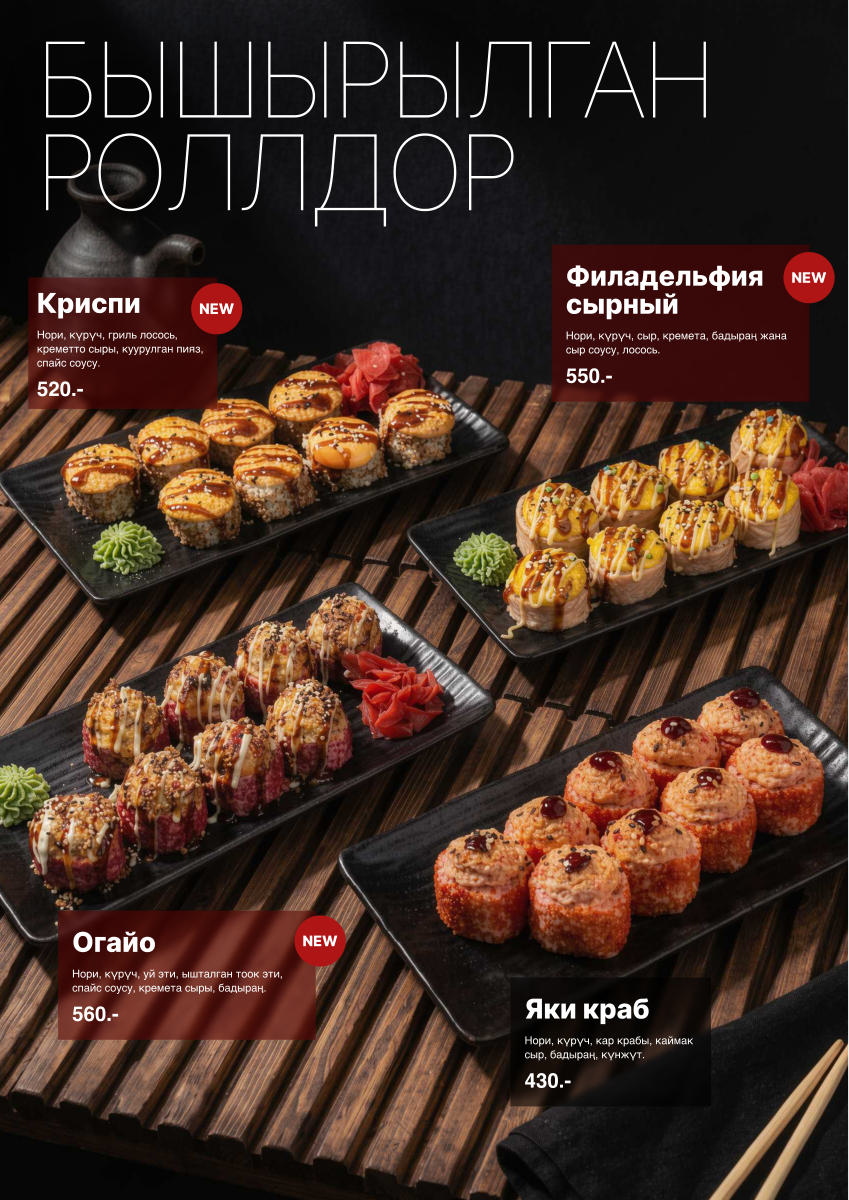 БЫШЫРЫЛГАН
РОЛЛДОР
Криспи
NEW
Нори, күрүч, гриль лосось,
креметто сыры, куурулган пияз,
спайс соусу.
520.-
Филадельфия
сырный
NEW
Нори, күрүч, сыр, кремета, бадыраң жана
сыр соусу, лосось.
550.-
Огайо
NEW
Нори, күрүч, уй эти, ышталган тоок эти,
спайс соусу, кремета сыры, бадыраң.
560.-
Яки краб
Нори, күрүч, кар крабы, каймак
сыр, бадыраң, күнжүт.
430.-